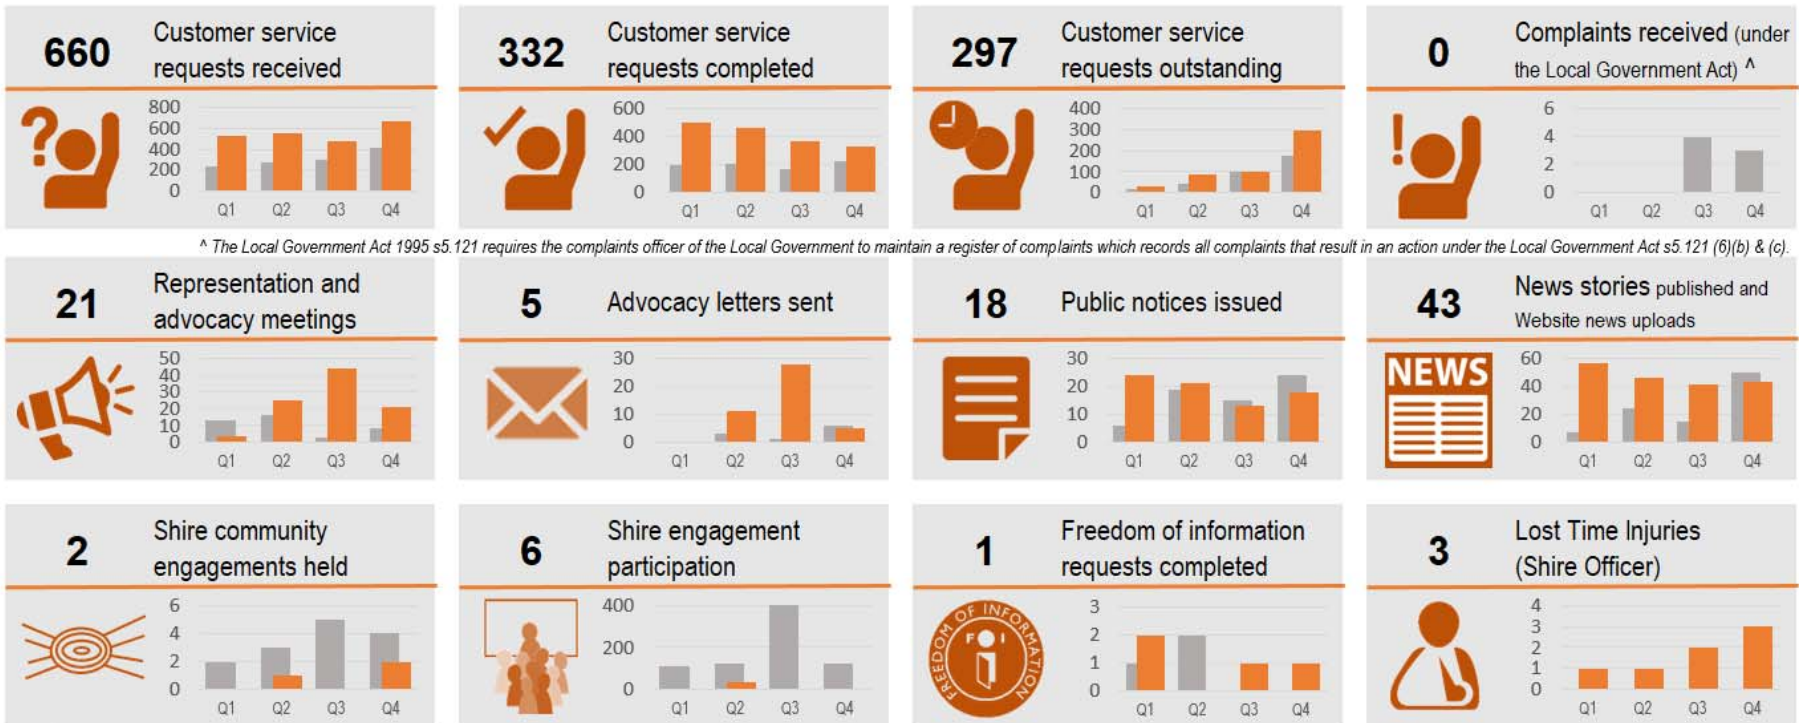 660
Customer service
requests received
800
600
400
200
0
Q1 Q2 Q3 Q4
332
Customer service
requests completed
600
400
200
0
Q1 Q2 Q3 Q4
297
Customer service
requests outstanding
400
300
200
100
0
Q1 Q2 Q3 Q4
0
Complaints received (under
the Local Government Act) ^
!
6
4
2
0
Q1 Q2 Q3 Q4
^ The Local Government Act 1995 s5.121 requires the complaints officer of the Local Government to maintain a register of complaints which records all complaints that result in an action under the Local Government Act s5.121 (6)(b) & (c).
21
Representation and
advocacy meetings
50
40
30
20
10
0
Q1 Q2 Q3 Q4
5
Advocacy letters sent
30
20
10
0
Q1 Q2 Q3 Q4
18
Public notices issued
30
20
10
0
Q1 Q2 Q3 Q4
43
News stories published and
Website news uploads
NEWS
60
40
20
0
Q1 Q2 Q3 Q4
2
Shire community
engagements held
6
4
2
0
Q1 Q2 Q3 Q4
6
Shire engagement
participation
400
200
0
Q1 Q2 Q3 Q4
1
Freedom of information
requests completed
FREEDOM OF INFORMATION
F I
i
3
2
1
0
Q1 Q2 Q3 Q4
3
Lost Time Injuries
(Shire Officer)
4
3
2
1
0
Q1 Q2 Q3 Q4